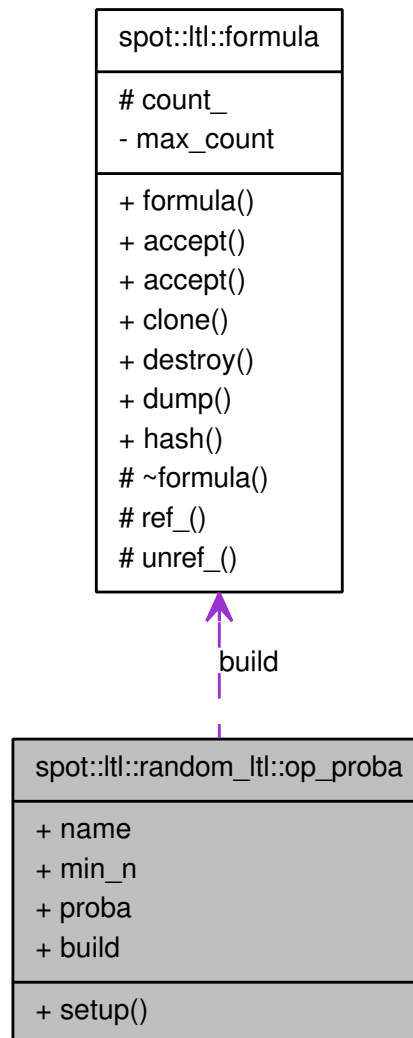 spot::ltl::formula
# count_
- max_count
+ formula()
+ accept()
+ accept()
+ clone()
+ destroy()
+ dump()
+ hash()
# ~formula()
# ref_()
# unref_()
build
spot::ltl::random_ltl::op_proba
+ name
+ min_n
+ proba
+ build
+ setup()